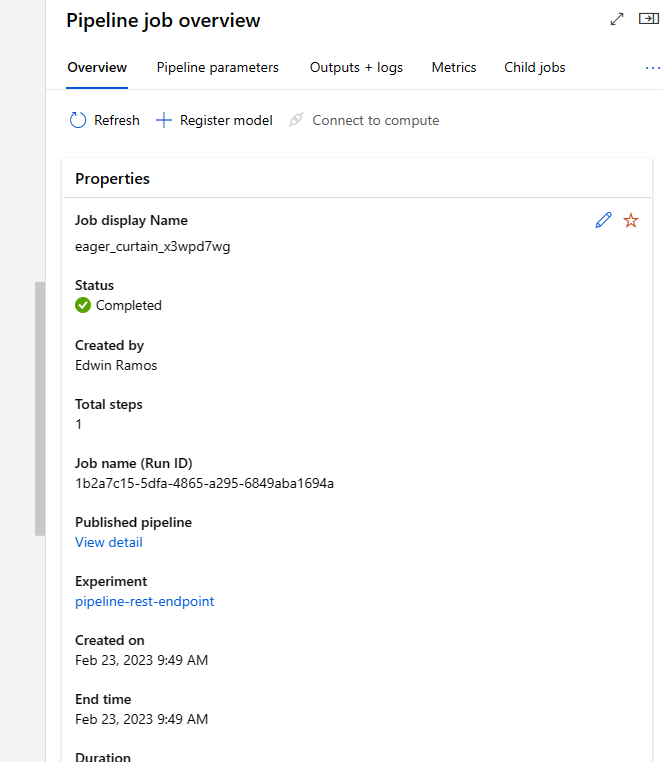 Pipeline job overview
Overview Pipeline parameters Outputs + logs Metrics Child jobs ...
Refresh Register model Connect to compute
Properties
Job display Name
eager_curtain_x3wpd7wg
Status
Completed
Created by
Edwin Ramos
Total steps
1
Job name (Run ID)
1b2a7c15-5dfa-4865-a295-6849aba1694a
Published pipeline
View detail
Experiment
pipeline-rest-endpoint
Created on
Feb 23, 2023 9:49 AM
End time
Feb 23, 2023 9:49 AM
Duration